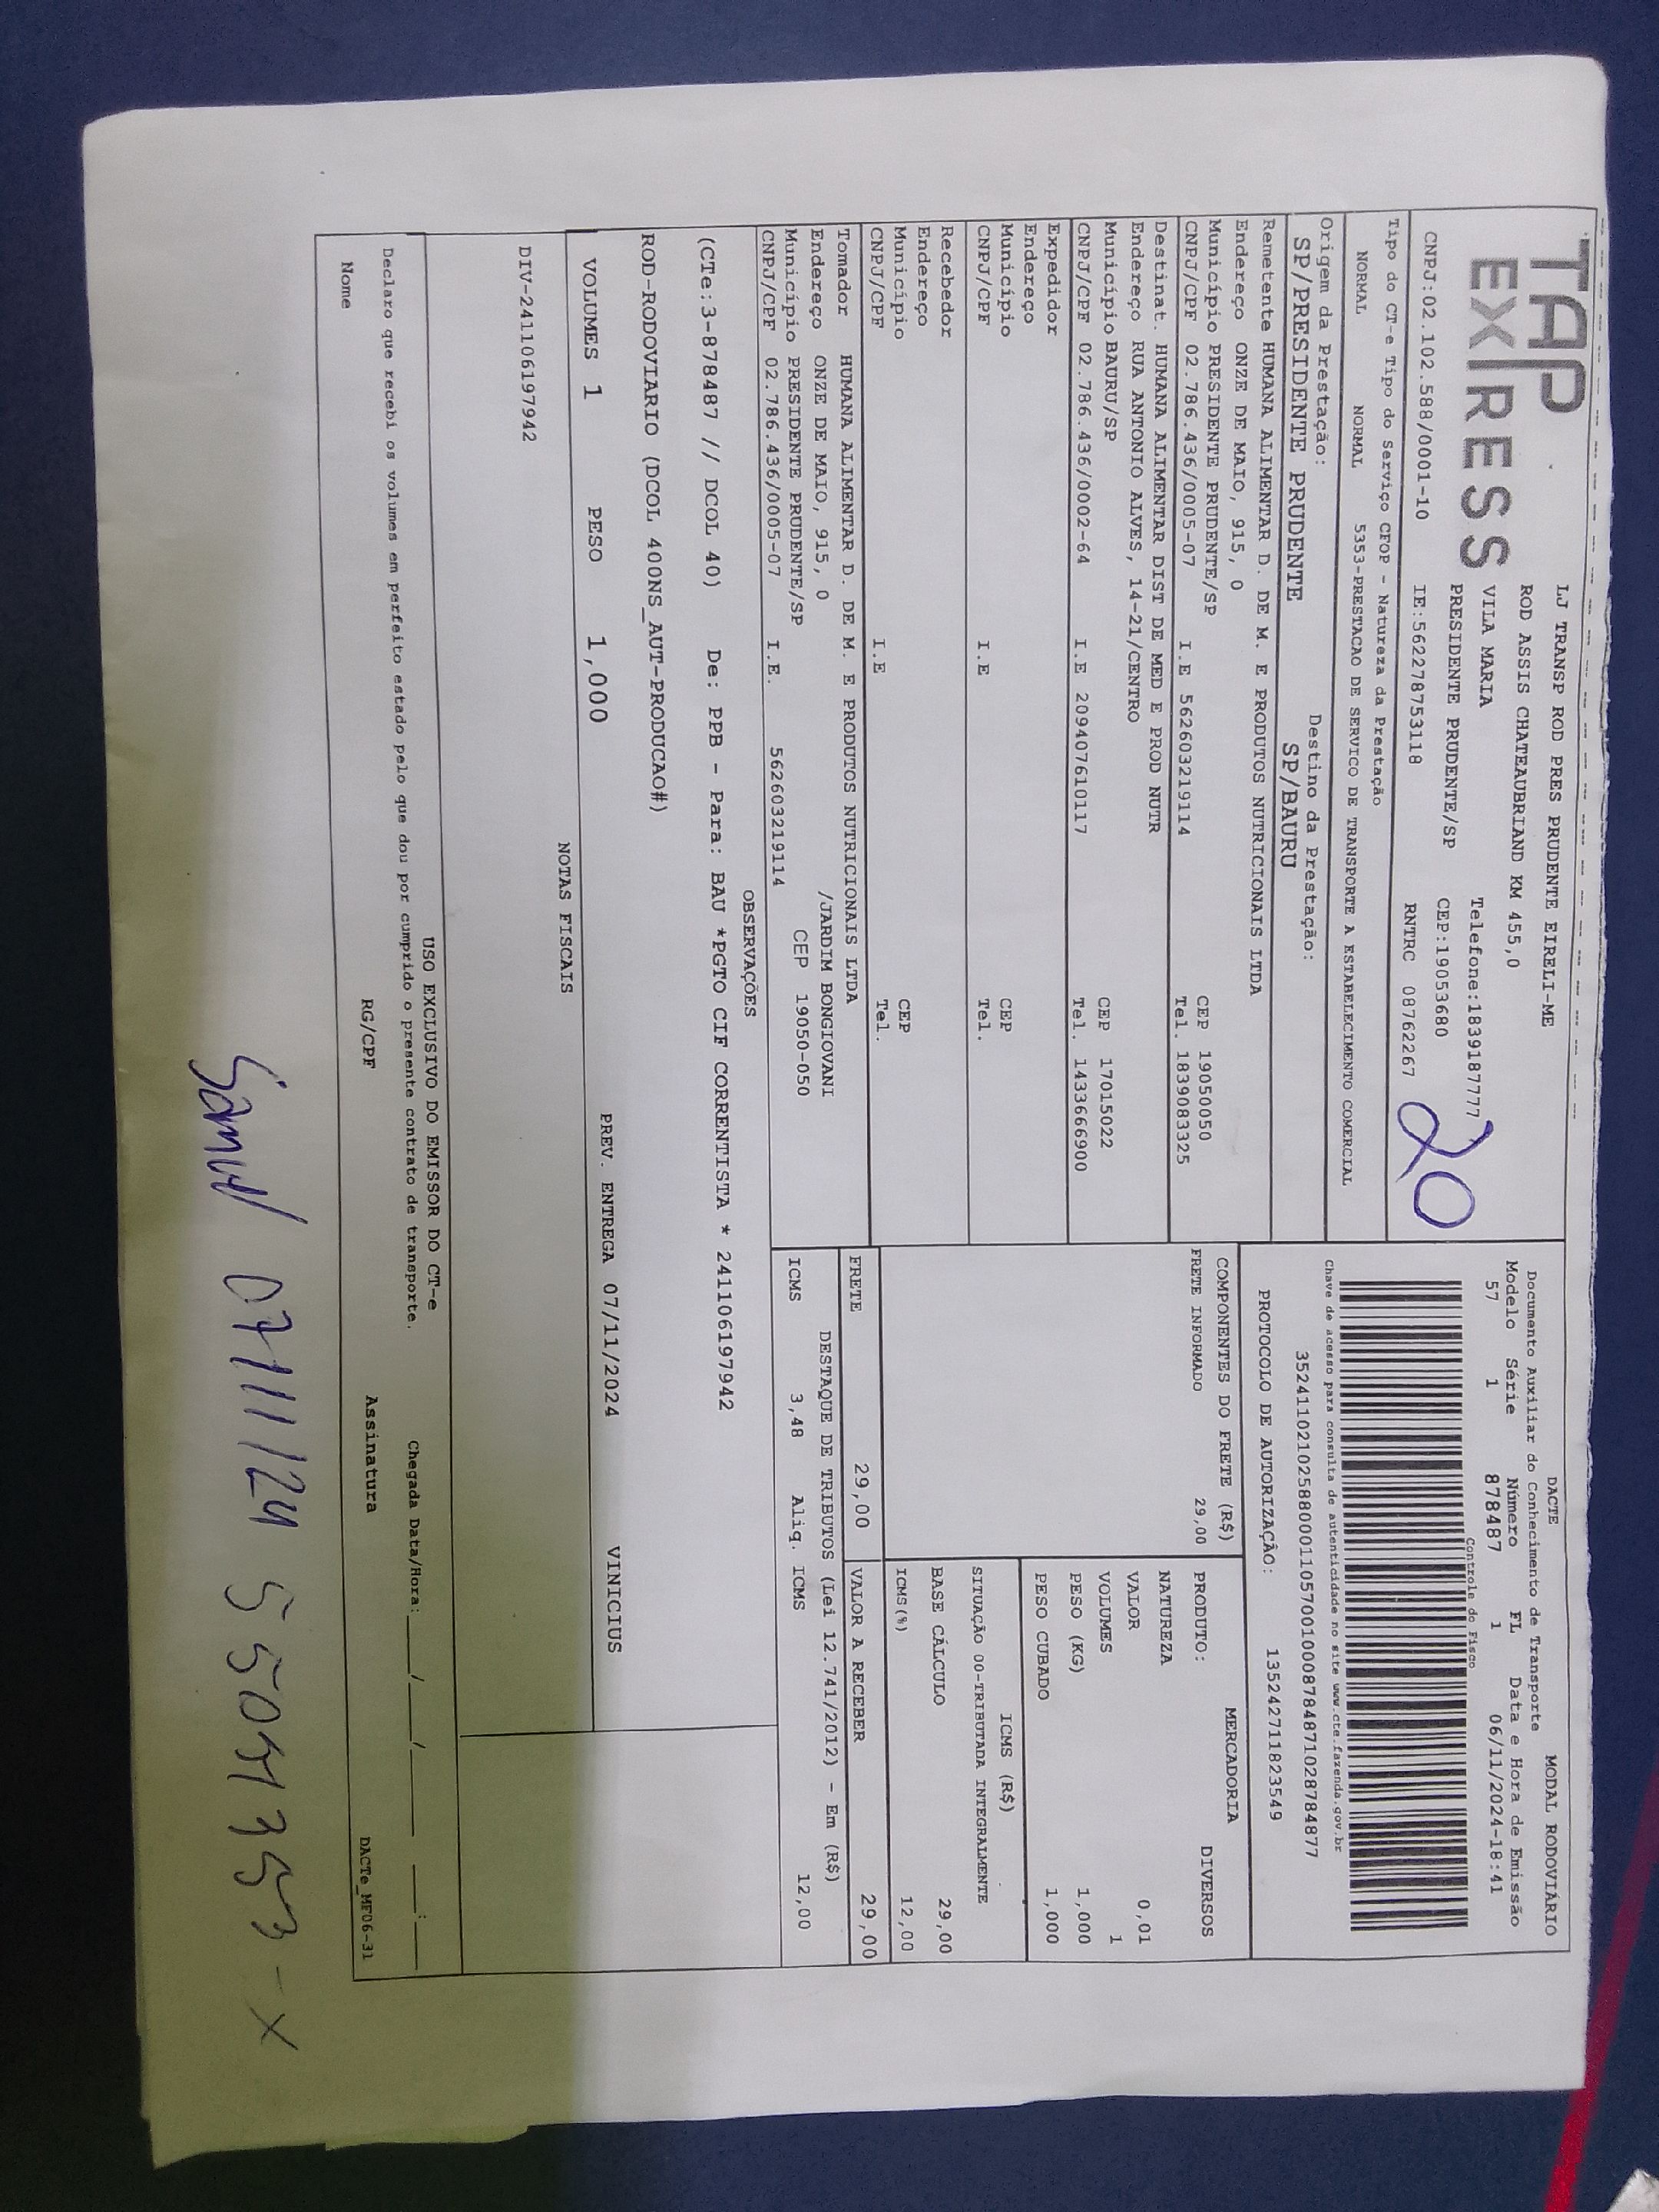 TAP
EXPRESS
LJ TRANSP ROD PRES PRUDENTE EIRELI-ME
ROD ASSIS CHATEAUBRIAND KM 455,0
VILA MARIA Telefone:1839187777
PRESIDENTE PRUDENTE/SP CEP:19053680
CNPJ:02.102.588/0001-10 IE:562278753118 RNTRC 08762267
20
DACTE MODAL RODOVIÁRIO
Documento Auxiliar do Conhecimento de Transporte
Modelo Série Número FL Data e Hora de Emissão
57 1 878487 1 06/11/2024-18:41
Controle do Fisco
Chave de acesso para consulta de autenticidade no site www.cte.fazenda.gov.br
35241102102588000110570010008784871028784877
PROTOCOLO DE AUTORIZAÇÃO: 135242711823549
Tipo do CT-e Tipo do Serviço CFOP - Natureza da Prestação
NORMAL NORMAL 5353-PRESTACAO DE SERVICO DE TRANSPORTE A ESTABELECIMENTO COMERCIAL
Origem da Prestação: Destino da Prestação:
SP/PRESIDENTE PRUDENTE SP/BAURU
Remetente HUMANA ALIMENTAR D. DE M. E PRODUTOS NUTRICIONAIS LTDA
Endereço ONZE DE MAIO, 915, 0
Município PRESIDENTE PRUDENTE/SP CEP 19050050
CNPJ/CPF 02.786.436/0005-07 I.E 562603219114 Tel. 1839083325
Destinat. HUMANA ALIMENTAR DIST DE MED E PROD NUTR
Endereço RUA ANTONIO ALVES, 14-21/CENTRO
Município BAURU/SP CEP 17015022
CNPJ/CPF 02.786.436/0002-64 I.E 209407610117 Tel. 1433666900
Expedidor
Endereço
Município CEP
CNPJ/CPF I.E Tel.
Recebedor
Endereço
Município CEP
CNPJ/CPF I.E Tel.
Tomador HUMANA ALIMENTAR D. DE M. E PRODUTOS NUTRICIONAIS LTDA
Endereço ONZE DE MAIO, 915, 0 /JARDIM BONGIOVANI
Município PRESIDENTE PRUDENTE/SP CEP 19050-050
CNPJ/CPF 02.786.436/0005-07 I.E. 562603219114
COMPONENTES DO FRETE (R$)
FRETE INFORMADO 29,00
MERCADORIA
PRODUTO: DIVERSOS
NATUREZA
VALOR 0,01
VOLUMES 1
PESO (KG) 1,000
PESO CUBADO 1,000
ICMS (R$)
SITUAÇÃO 00-TRIBUTADA INTEGRALMENTE
BASE CÁLCULO 29,00
ICMS(%) 12,00
FRETE 29,00 VALOR A RECEBER 29,00
DESTAQUE DE TRIBUTOS (Lei 12.741/2012) - Em (R$)
ICMS 3,48 Aliq. ICMS 12,00
OBSERVAÇÕES
(CTe:3-878487 // DCOL 40) De: PPB - Para: BAU *PGTO CIF CORRENTISTA * 241106197942
ROD-RODOVIARIO (DCOL 400NS_AUT-PRODUCAO#)
VOLUMES 1 PESO 1,000 PREV. ENTREGA 07/11/2024 VINICIUS
NOTAS FISCAIS
DIV-241106197942
USO EXCLUSIVO DO EMISSOR DO CT-e
Declaro que recebi os volumes em perfeito estado pelo que dou por cumprido o presente contrato de transporte. Chegada Data/Hora:____/____/____ __:__
Nome RG/CPF Assinatura DACTe_MF06-31
07/11/24